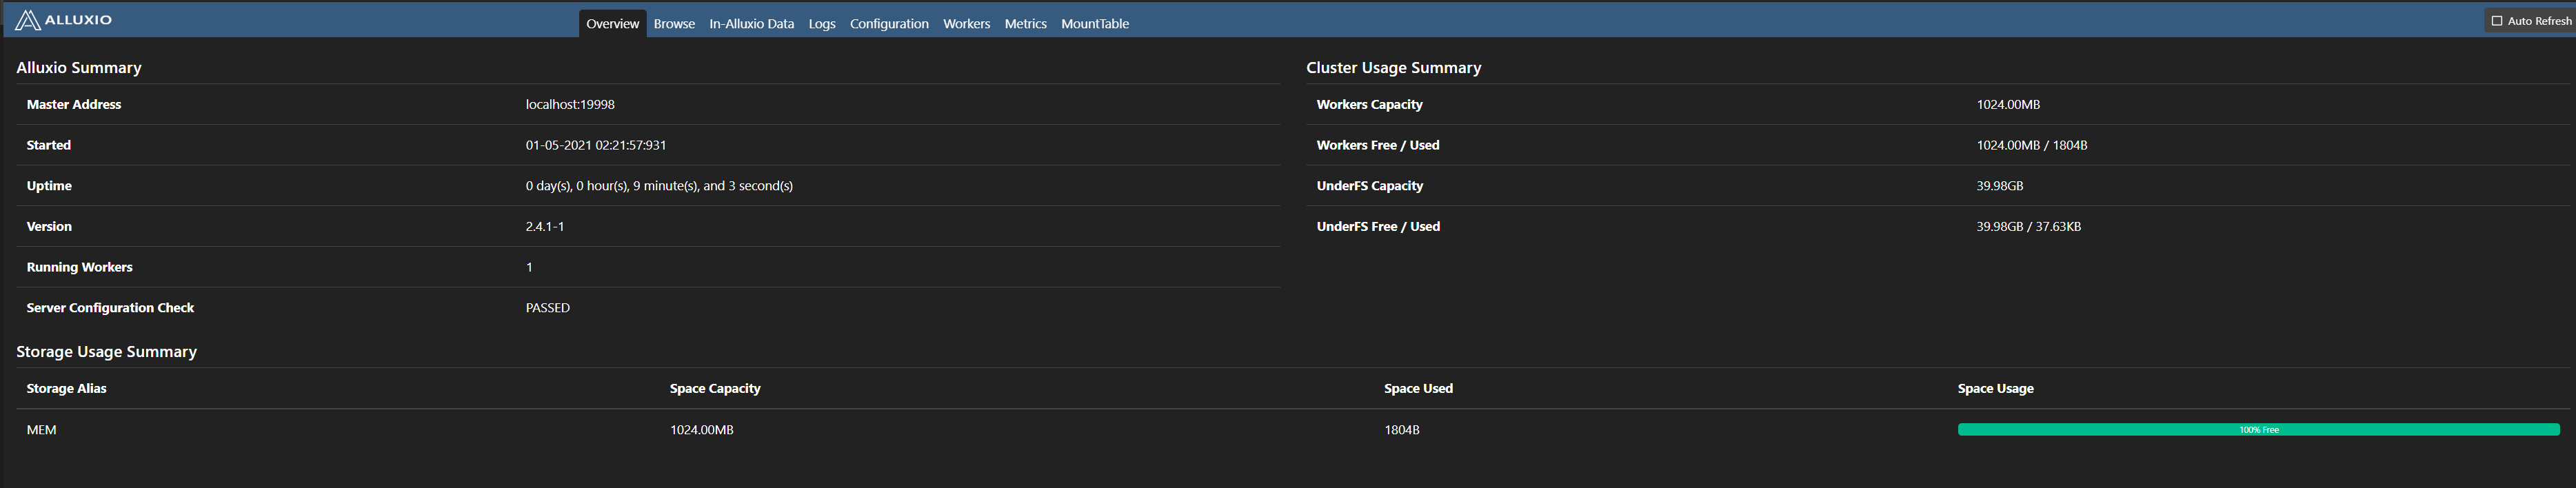 ALLUXIO
Overview Browse In-Alluxio Data Logs Configuration Workers Metrics MountTable
Auto Refresh
Alluxio Summary
Master Address localhost:19998
Started 01-05-2021 02:21:57:931
Uptime 0 day(s), 0 hour(s), 9 minute(s), and 3 second(s)
Version 2.4.1-1
Running Workers 1
Server Configuration Check PASSED
Cluster Usage Summary
Workers Capacity 1024.00MB
Workers Free / Used 1024.00MB / 1804B
UnderFS Capacity 39.98GB
UnderFS Free / Used 39.98GB / 37.63KB
Storage Usage Summary
Storage Alias Space Capacity Space Used Space Usage
MEM 1024.00MB 1804B 100% Free